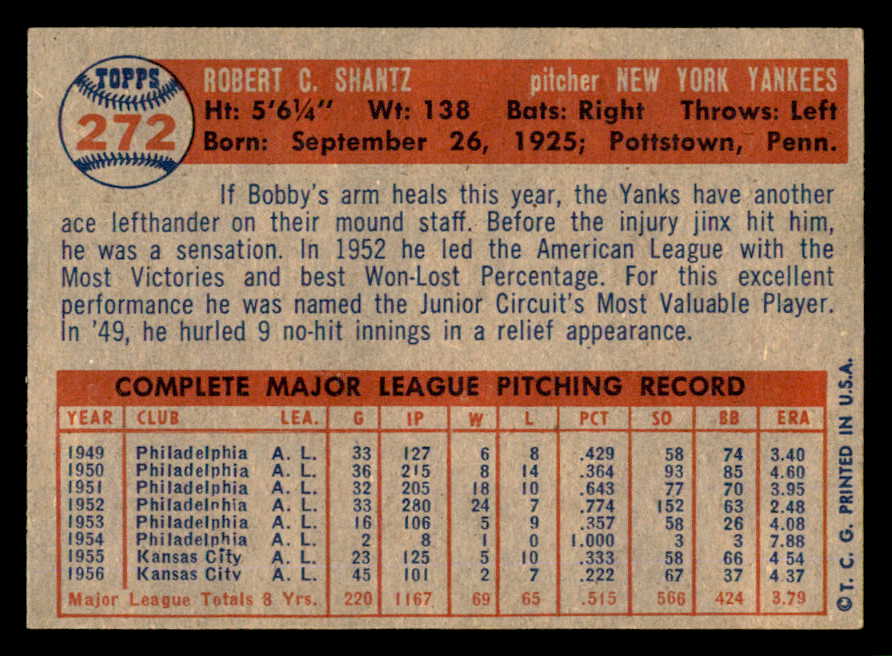 TOPPS
272
ROBERT C. SHANTZ pitcher NEW YORK YANKEES
Ht: 5'6¼" Wt: 138 Bats: Right Throws: Left
Born: September 26, 1925; Pottstown, Penn.
If Bobby's arm heals this year, the Yanks have another
ace lefthander on their mound staff. Before the injury jinx hit him,
he was a sensation. In 1952 he led the American League with the
Most Victories and best Won-Lost Percentage. For this excellent
performance he was named the Junior Circuit's Most Valuable Player.
In '49, he hurled 9 no-hit innings in a relief appearance.
COMPLETE MAJOR LEAGUE PITCHING RECORD
YEAR CLUB LEA. G IP W L PCT SO BB ERA
1949 Philadelphia A. L. 33 127 6 8 .429 58 74 3.40
1950 Philadelphia A. L. 36 215 8 14 .364 93 85 4.60
1951 Philadelphia A. L. 32 205 18 10 .643 77 70 3.95
1952 Philadelphia A. L. 33 280 24 7 .774 152 63 2.48
1953 Philadelphia A. L. 16 106 5 9 .357 58 26 4.08
1954 Philadelphia A. L. 2 8 1 0 1.000 3 3 7.88
1955 Kansas City A. L. 23 125 5 10 .333 58 66 4 54
1956 Kansas City A. L. 45 101 2 7 .222 67 37 4.37
Major League Totals 8 Yrs. 220 1167 69 65 .515 566 424 3.79
©T. C. G. PRINTED IN U.S.A.